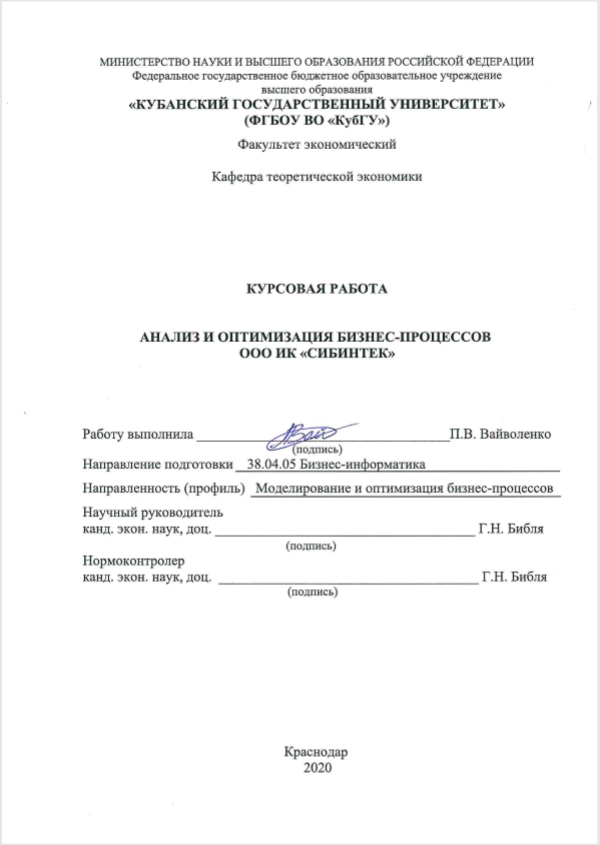 МИНИСТЕРСТВО НАУКИ И ВЫСШЕГО ОБРАЗОВАНИЯ РОССИЙСКОЙ ФЕДЕРАЦИИ
Федеральное государственное бюджетное образовательное учреждение
высшего образования
«КУБАНСКИЙ ГОСУДАРСТВЕННЫЙ УНИВЕРСИТЕТ»
(ФГБОУ ВО «КубГУ»)
Факультет экономический
Кафедра теоретической экономики
КУРСОВАЯ РАБОТА
АНАЛИЗ И ОПТИМИЗАЦИЯ БИЗНЕС-ПРОЦЕССОВ
ООО ИК «СИБИНТЕК»
Работу выполнила П.В. Вайволенко
(подпись)
Направление подготовки 38.04.05 Бизнес-информатика
Направленность (профиль) Моделирование и оптимизация бизнес-процессов
Научный руководитель
канд. экон. наук, доц. Г.Н. Библя
(подпись)
Нормоконтролер
канд. экон. наук, доц. Г.Н. Библя
(подпись)
Краснодар
2020